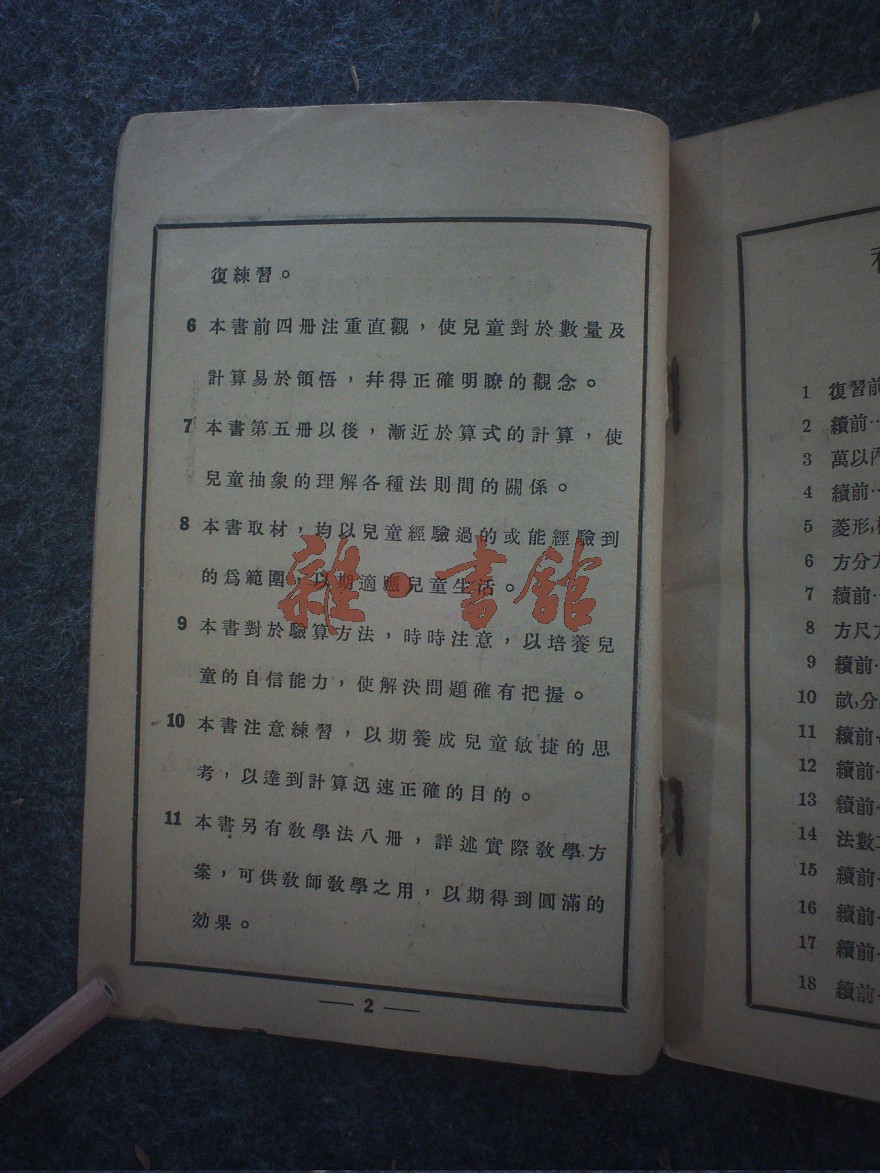 復練習。
6 本書前四册注重直觀，使兒童對於數量及
計算易於領悟，幷得正確明瞭的觀念。
7 本書第五册以後，漸近於算式的計算，使
兒童抽象的理解各種法則間的關係。
8 本書取材，均以兒童經驗過的或能經驗到
的爲範圍，以期適應兒童生活。
9 本書對於驗算方法，時時注意，以培養兒
童的自信能力，使解決問題確有把握。
10 本書注意練習，以期養成兒童敏捷的思
考，以達到計算迅速正確的目的。
11 本書另有教學法八册，詳述實際教學方
案，可供教師教學之用，以期得到圓滿的
効果。
— 2 —
雜·書館
1 復習前
2 續前··
3 萬以內
4 續前··
5 菱形,
6 方分方
7 續前··
8 方尺方
9 續前·
10 畝,分,
11 續前·
12 續前·
13 續前·
14 法數
15 續前·
16 續前·
17 續前·
18 續前·